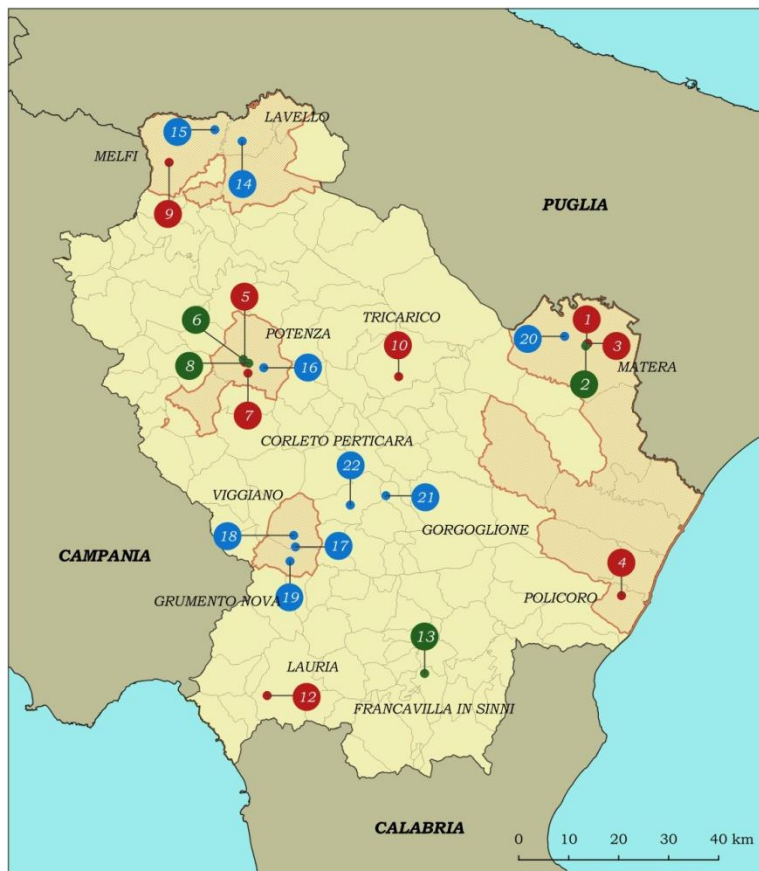 LAVELLO
15
MELFI
14
9
PUGLIA
5
6
TRICARICO
1
POTENZA
20
3
10
8
16
MATERA
2
7
CORLETO PERTICARA
22
VIGGIANO
21
18
GORGOGLIONE
17
CAMPANIA
4
19
POLICORO
GRUMENTO NOVA
13
LAURIA
12
FRANCAVILLA IN SINNI
CALABRIA
0 10 20 30 40 km